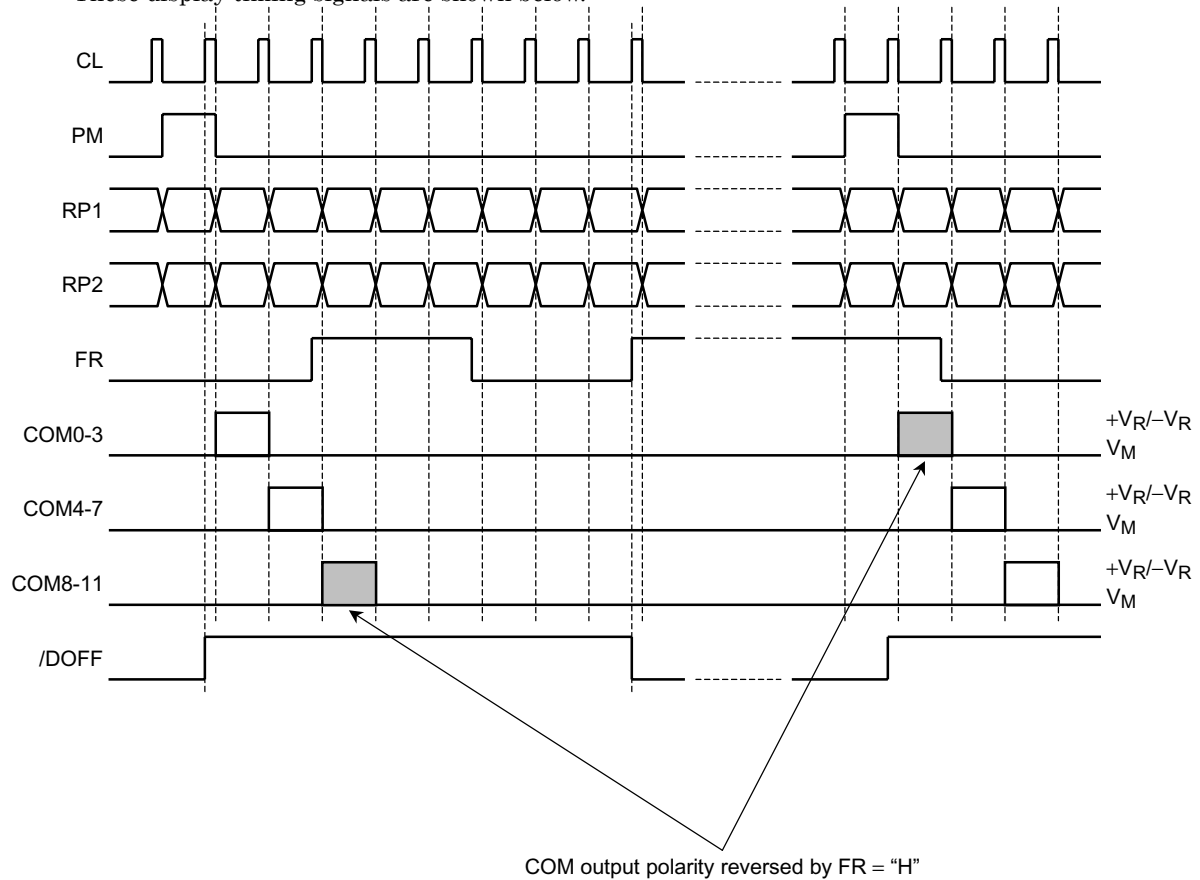 These display timing signals are shown below.
CL
PM
RP1
RP2
FR
COM0-3
+VR/–VR
VM
COM4-7
+VR/–VR
VM
COM8-11
+VR/–VR
VM
/DOFF
COM output polarity reversed by FR = “H”